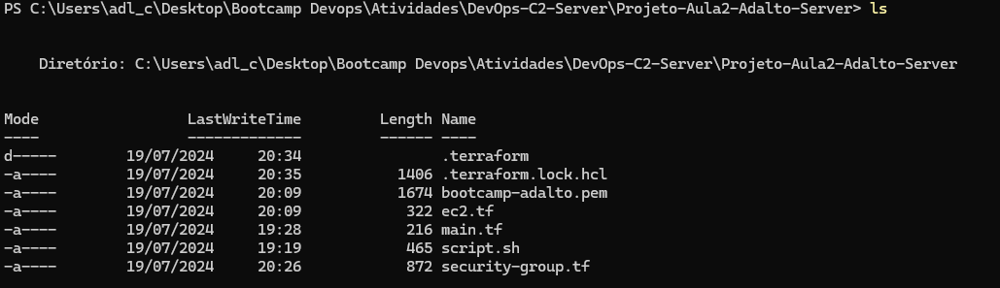 PS C:\Users\adl_c\Desktop\Bootcamp Devops\Atividades\DevOps-C2-Server\Projeto-Aula2-Adalto-Server> ls
Diretório: C:\Users\adl_c\Desktop\Bootcamp Devops\Atividades\DevOps-C2-Server\Projeto-Aula2-Adalto-Server
Mode                 LastWriteTime         Length Name
----                 -------------         ------ ----
d-----        19/07/2024     20:34                .terraform
-a----        19/07/2024     20:35           1406 .terraform.lock.hcl
-a----        19/07/2024     20:09           1674 bootcamp-adalto.pem
-a----        19/07/2024     20:09            322 ec2.tf
-a----        19/07/2024     19:28            216 main.tf
-a----        19/07/2024     19:19            465 script.sh
-a----        19/07/2024     20:26            872 security-group.tf